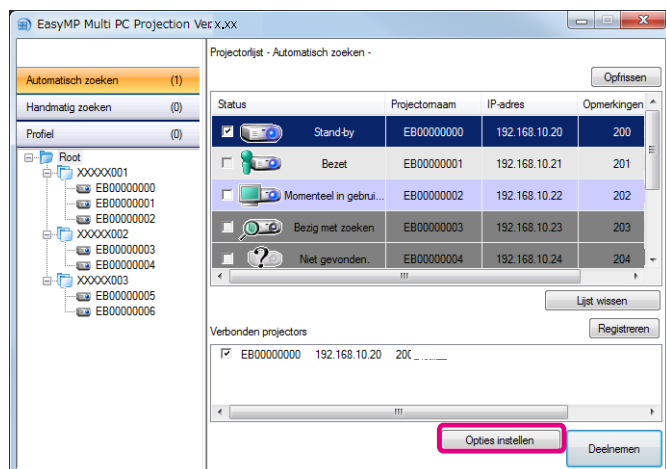 EasyMP Multi PC Projection Ver.x.xx
Projectorlijst - Automatisch zoeken -
Automatisch zoeken (1)
Opfrissen
Handmatig zoeken (0)
Profiel (0)
Root
XXXXX001
EB00000000
EB00000001
EB00000002
XXXXX002
EB00000003
EB00000004
XXXXX003
EB00000005
EB00000006
Status Projectornaam IP-adres Opmerkingen
Stand-by EB00000000 192.168.10.20 200
Bezet EB00000001 192.168.10.21 201
Momenteel in gebrui... EB00000002 192.168.10.22 202
Bezig met zoeken EB00000003 192.168.10.23 203
Niet gevonden. EB00000004 192.168.10.24 204
Lijst wissen
Verbonden projectors
Registreren
EB00000000 192.168.10.20 200
Opties instellen
Deelnemen